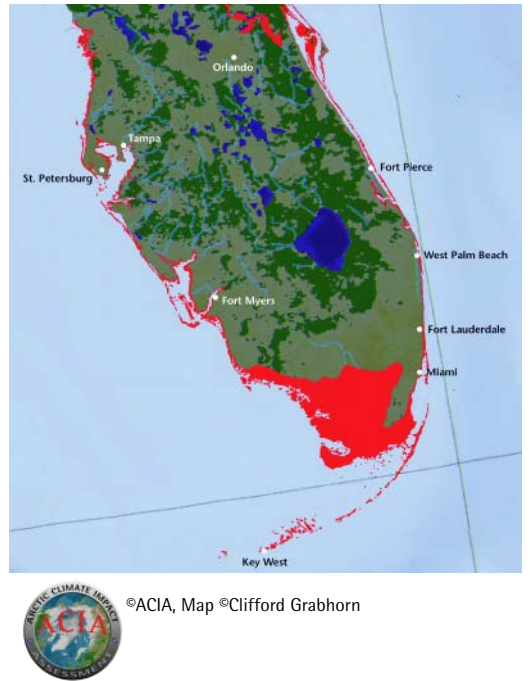 Orlando
Tampa
St. Petersburg
Fort Pierce
West Palm Beach
Fort Myers
Fort Lauderdale
Miami
Key West
ARCTIC CLIMATE IMPACT
ACIA
ASSESSMENT
©ACIA, Map ©Clifford Grabhorn